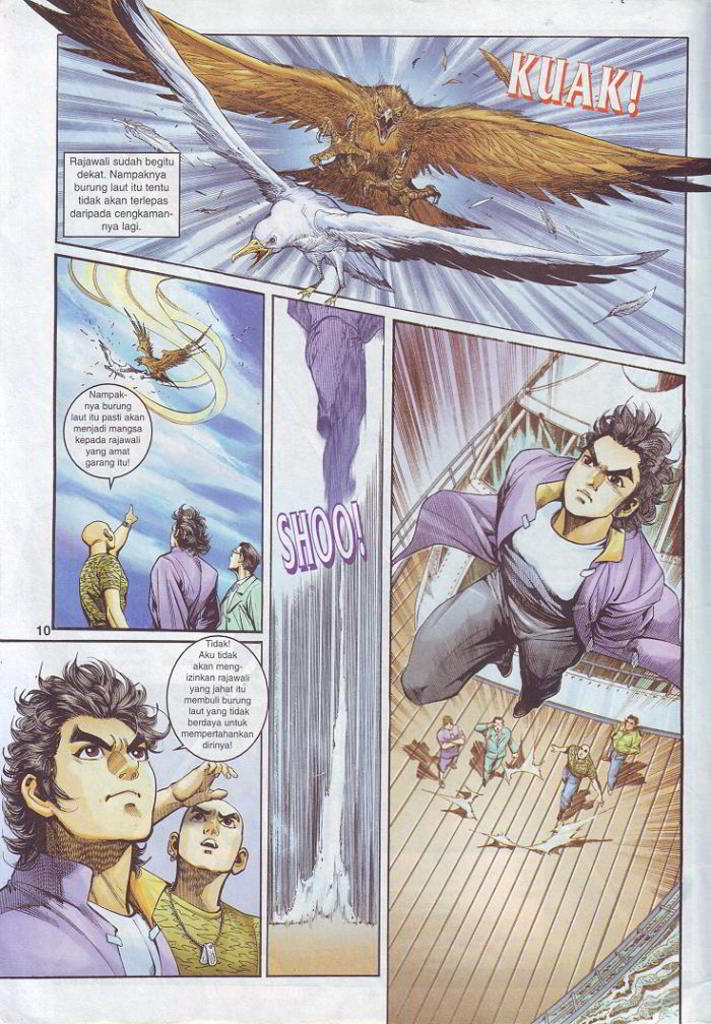 KUAK!
Rajawali sudah begitu
dekat. Nampaknya
burung laut itu tentu
tidak akan terlepas
daripada cengkaman-
nya lagi.
Nampak-
nya burung
laut itu pasti akan
menjadi mangsa
kepada rajawali
yang amat
garang itu!
10
Tidak!
Aku tidak
akan meng-
izinkan rajawali
yang jahat itu
membuli burung
laut yang tidak
berdaya untuk
mempertahankan
dirinya!
SHOO!